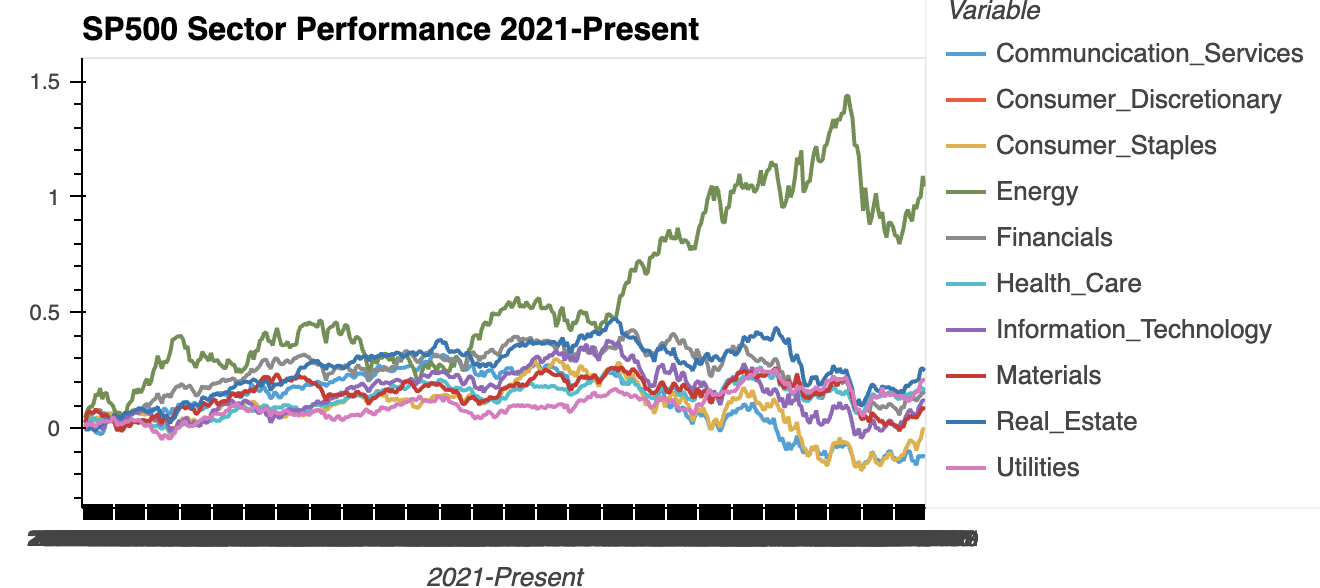 SP500 Sector Performance 2021-Present
Variable
Communcication_Services
Consumer_Discretionary
Consumer_Staples
Energy
Financials
Health_Care
Information_Technology
Materials
Real_Estate
Utilities
1.5
1
0.5
0
2021-Present